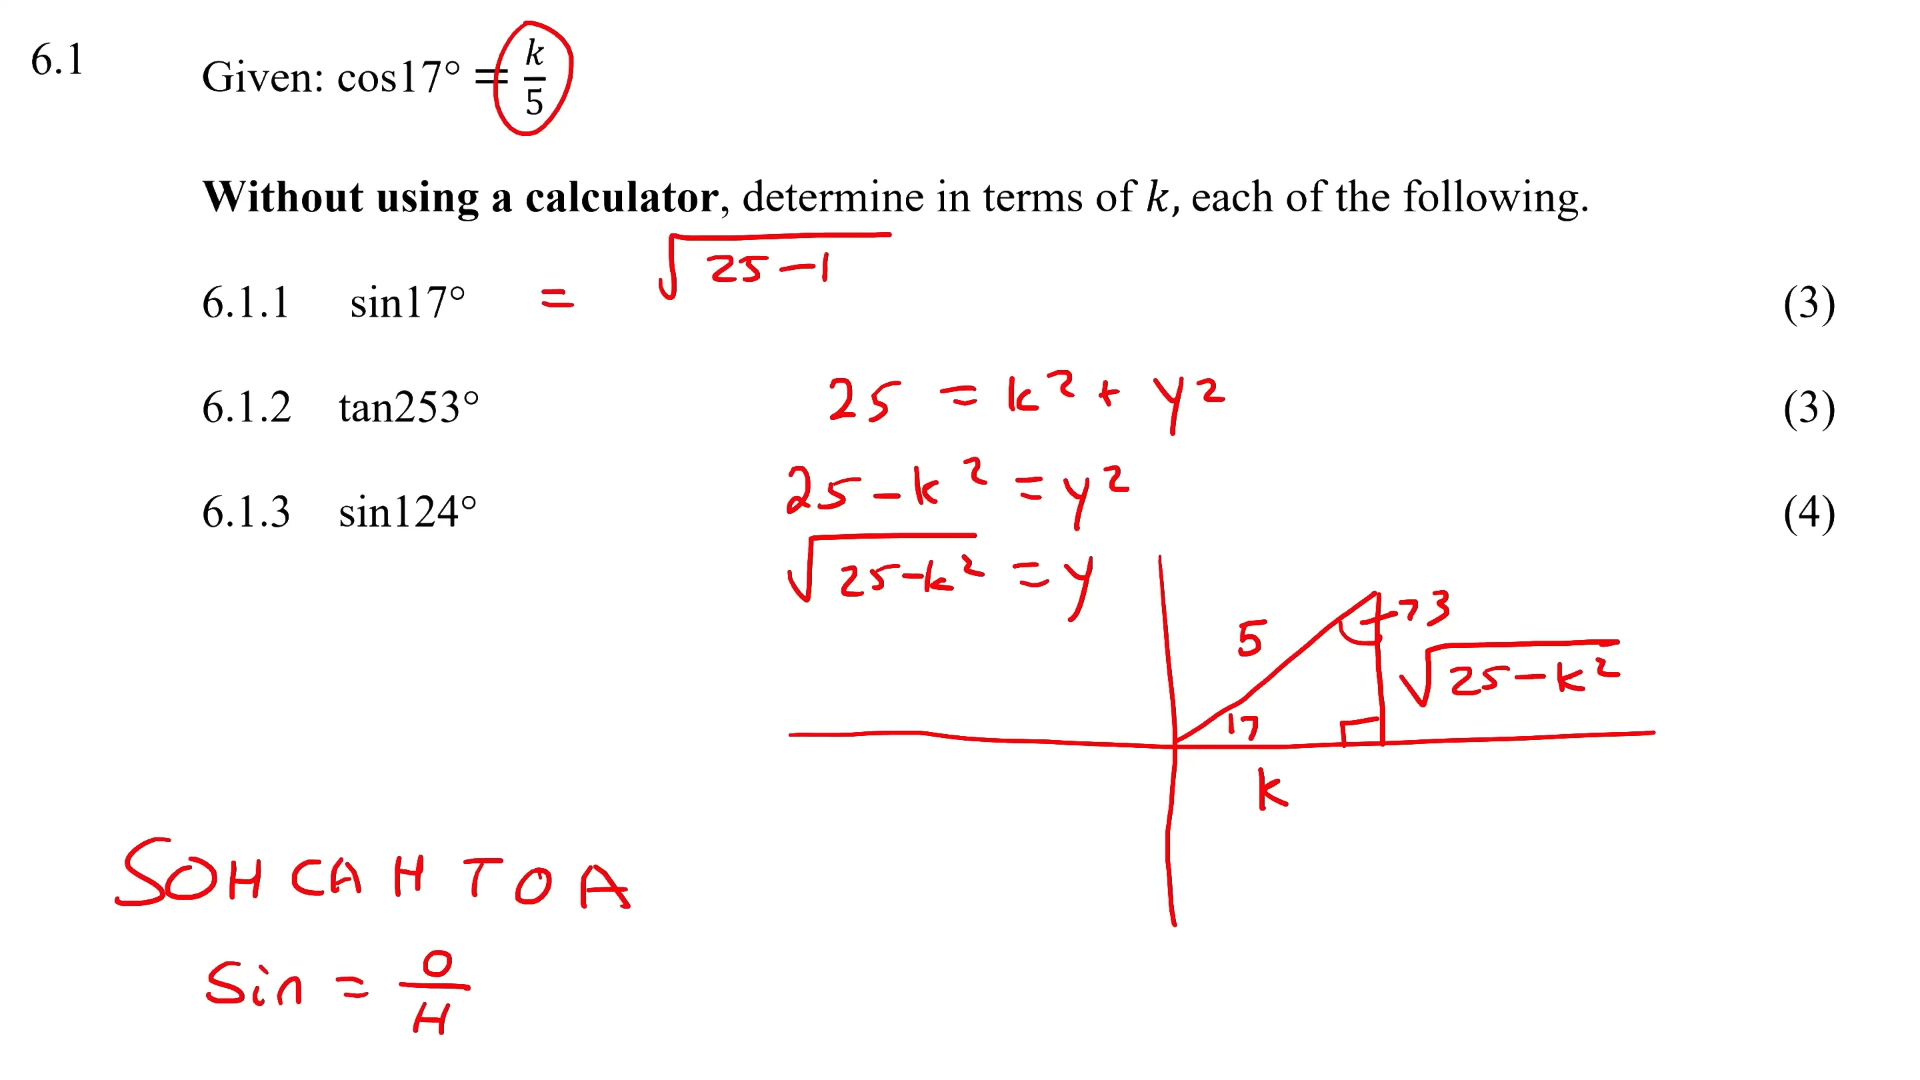 6.1 Given: cos17° = k/5
Without using a calculator, determine in terms of k, each of the following.
√25-1
6.1.1 sin17° = (3)
25 = k² + y²
6.1.2 tan253° (3)
25-k² = y²
6.1.3 sin124° (4)
√25-k² = y
5
73
√25-k²
17
k
SOH CAH TOA
Sin = O/H